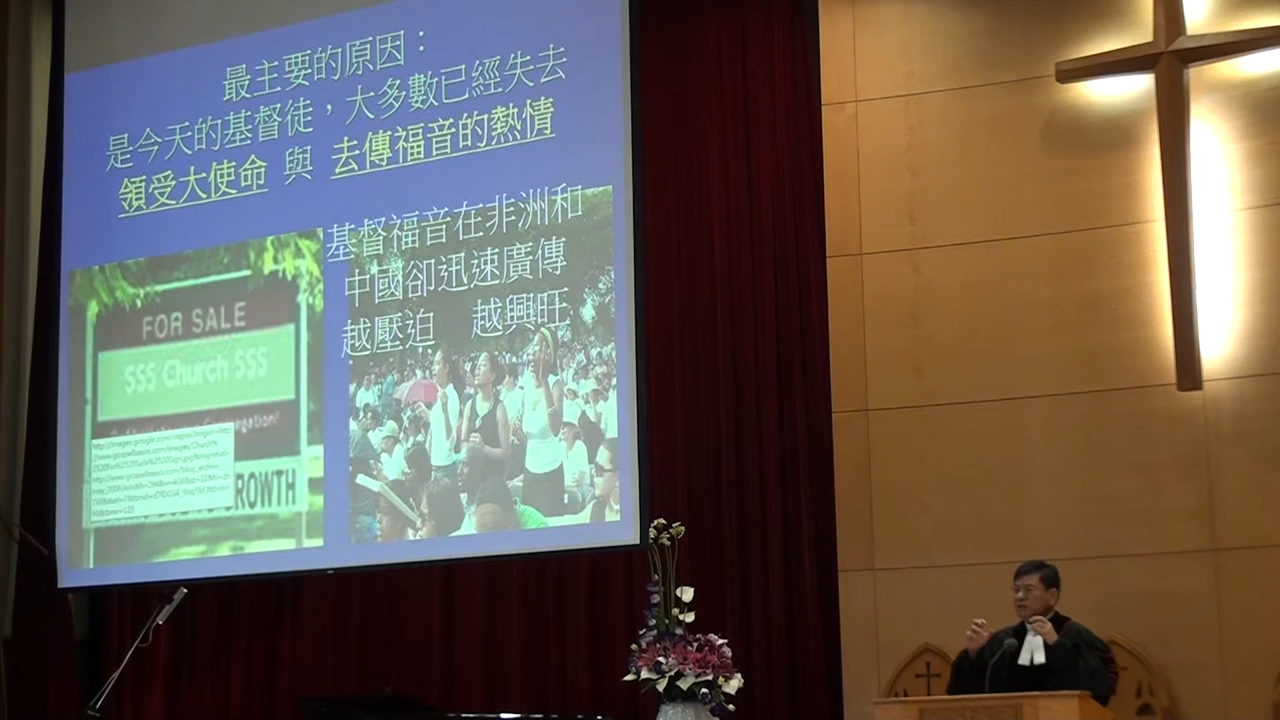 最主要的原因：
是今天的基督徒，大多數已經失去
領受大使命 與 去傳福音的熱情
基督福音在非洲和
中國卻迅速廣傳
越壓迫 越興旺
FOR SALE
$$$ Church $$$
ROWTH